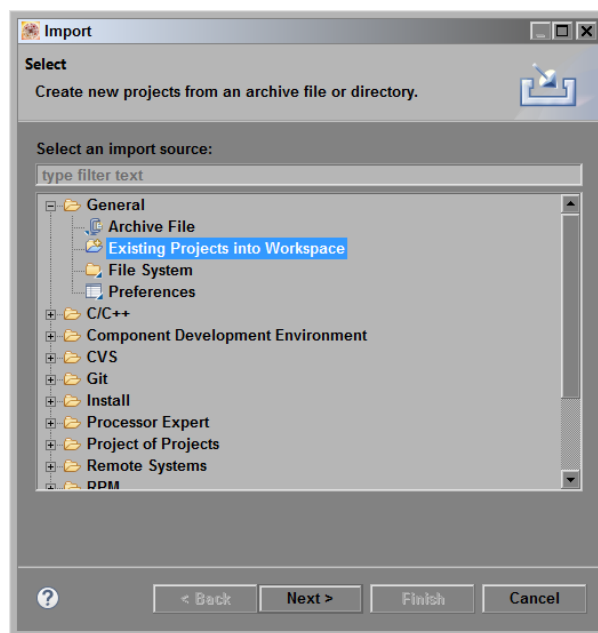 Import
Select
Create new projects from an archive file or directory.
Select an import source:
type filter text
General
Archive File
Existing Projects into Workspace
File System
Preferences
C/C++
Component Development Environment
CVS
Git
Install
Processor Expert
Project of Projects
Remote Systems
RPM
< Back Next > Finish Cancel